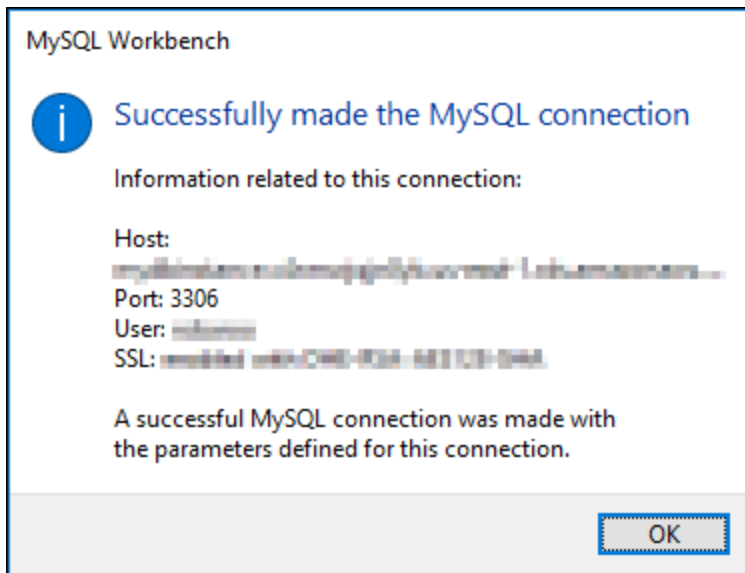 MySQL Workbench
Successfully made the MySQL connection
Information related to this connection:
Host:
Port: 3306
User:
SSL:
A successful MySQL connection was made with
the parameters defined for this connection.
OK